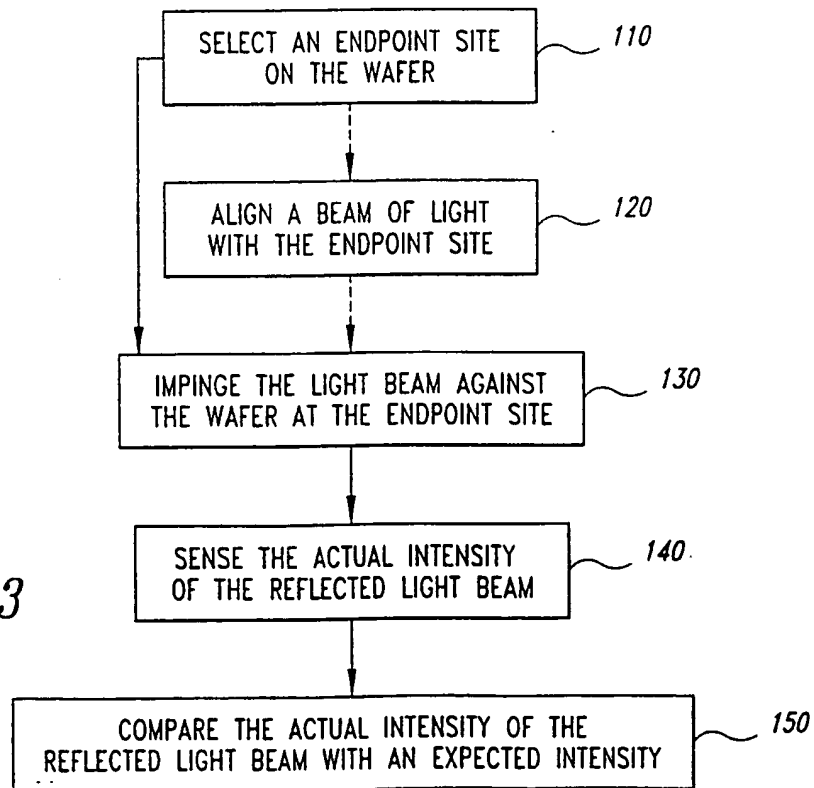 SELECT AN ENDPOINT SITE
ON THE WAFER
110
ALIGN A BEAM OF LIGHT
WITH THE ENDPOINT SITE
120
IMPINGE THE LIGHT BEAM AGAINST
THE WAFER AT THE ENDPOINT SITE
130
SENSE THE ACTUAL INTENSITY
OF THE REFLECTED LIGHT BEAM
140
3
COMPARE THE ACTUAL INTENSITY OF THE
REFLECTED LIGHT BEAM WITH AN EXPECTED INTENSITY
150